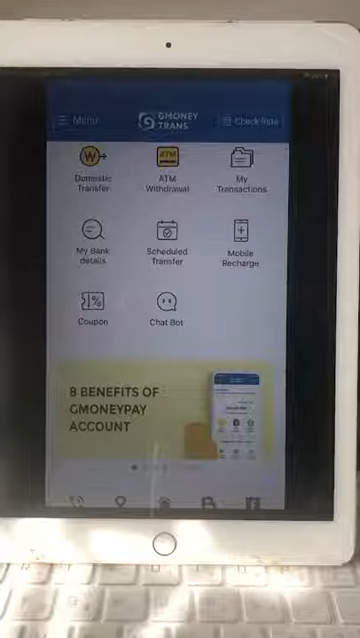 Menu
GMONEY
TRANS
Check Rate
W
ATM
Domestic
Transfer
ATM
Withdrawal
My
Transactions
My Bank
details
Scheduled
Transfer
Mobile
Recharge
%
Coupon
Chat Bot
8 BENEFITS OF
GMONEYPAY
ACCOUNT